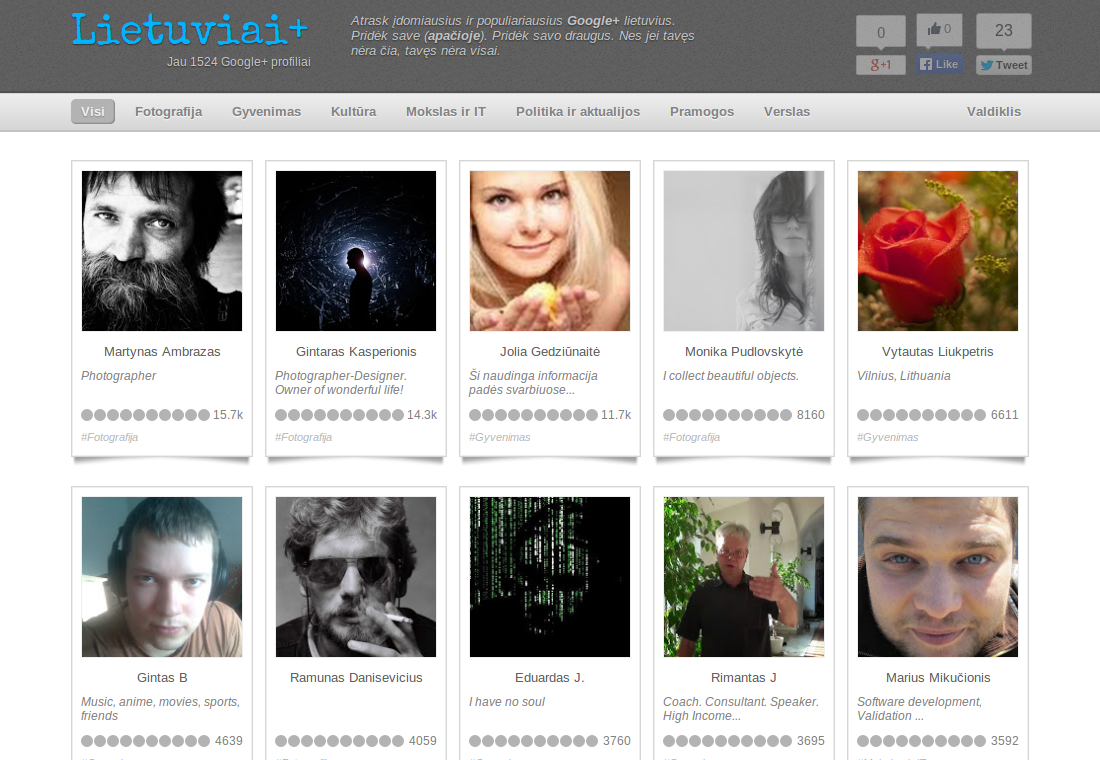 Lietuviai+
Jau 1524 Google+ profiliai
Atrask įdomiausius ir populiariausius Google+ lietuvius.
Pridėk save (apačioje). Pridėk savo draugus. Nes jei tavęs
nėra čia, tavęs nėra visai.
0 0 23
g+1 Like Tweet
Visi Fotografija Gyvenimas Kultūra Mokslas ir IT Politika ir aktualijos Pramogos Verslas Valdiklis
Martynas Ambrazas
Photographer
15.7k
#Fotografija
Gintaras Kasperionis
Photographer-Designer.
Owner of wonderful life!
14.3k
#Fotografija
Jolia Gedziūnaitė
Ši naudinga informacija
padės svarbiuose...
11.7k
#Gyvenimas
Monika Pudlovskytė
I collect beautiful objects.
8160
#Fotografija
Vytautas Liukpetris
Vilnius, Lithuania
6611
#Gyvenimas
Gintas B
Music, anime, movies, sports,
friends
4639
Ramunas Danisevicius
4059
Eduardas J.
I have no soul
3760
Rimantas J
Coach. Consultant. Speaker.
High Income...
3695
Marius Mikučionis
Software development,
Validation ...
3592